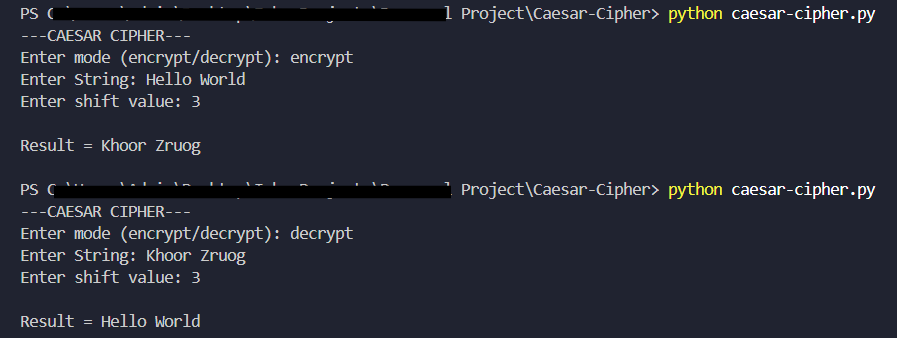 PS C Project\Caesar-Cipher> python caesar-cipher.py
---CAESAR CIPHER---
Enter mode (encrypt/decrypt): encrypt
Enter String: Hello World
Enter shift value: 3
Result = Khoor Zruog
PS C Project\Caesar-Cipher> python caesar-cipher.py
---CAESAR CIPHER---
Enter mode (encrypt/decrypt): decrypt
Enter String: Khoor Zruog
Enter shift value: 3
Result = Hello World